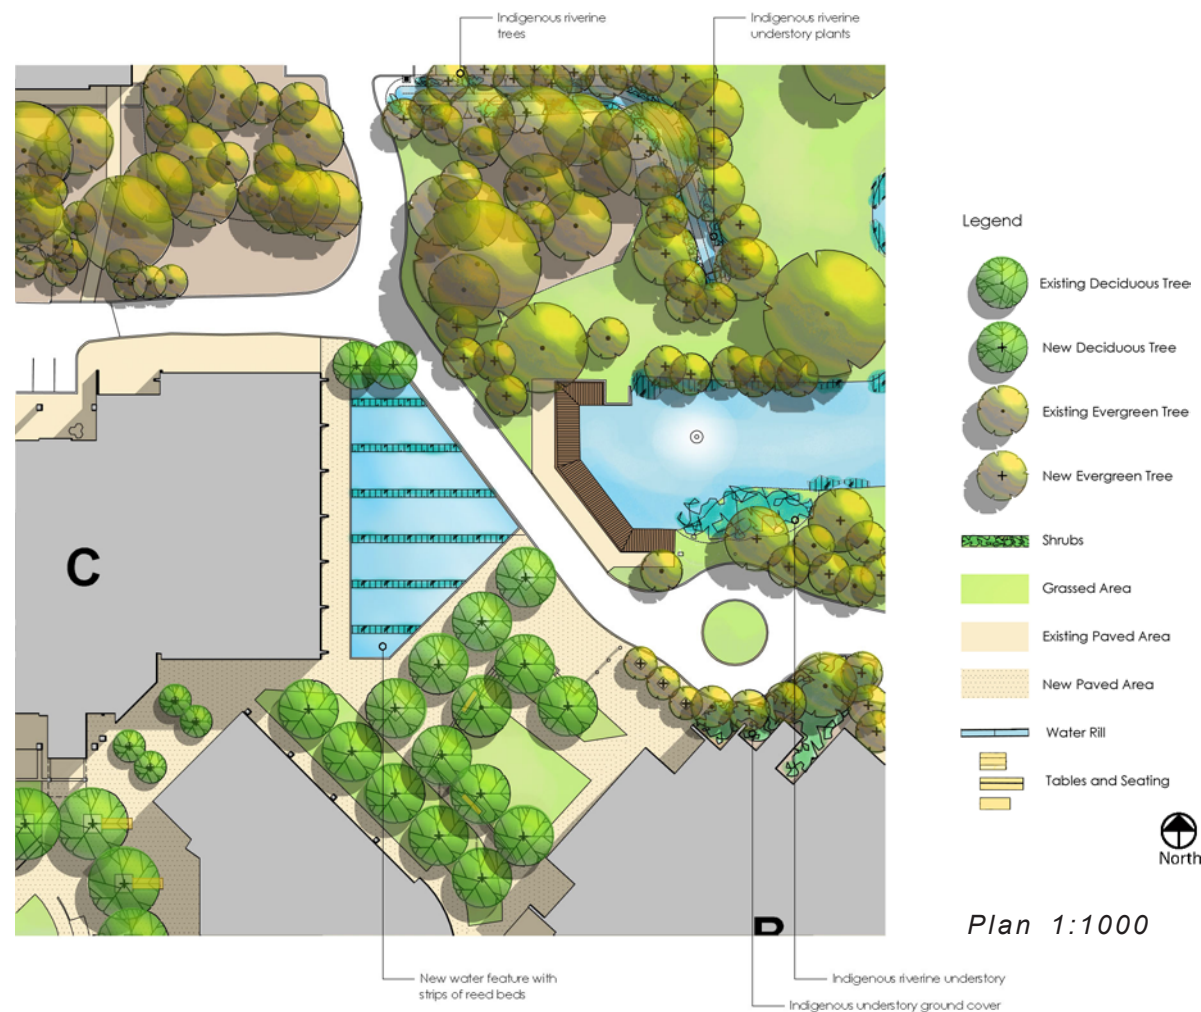 Indigenous riverine
trees
Indigenous riverine
understory plants
Legend
Existing Deciduous Tree
New Deciduous Tree
Existing Evergreen Tree
New Evergreen Tree
Shrubs
Grassed Area
Existing Paved Area
New Paved Area
Water Rill
Tables and Seating
North
C
Plan 1:1000
New water feature with
strips of reed beds
Indigenous riverine understory
Indigenous understory ground cover